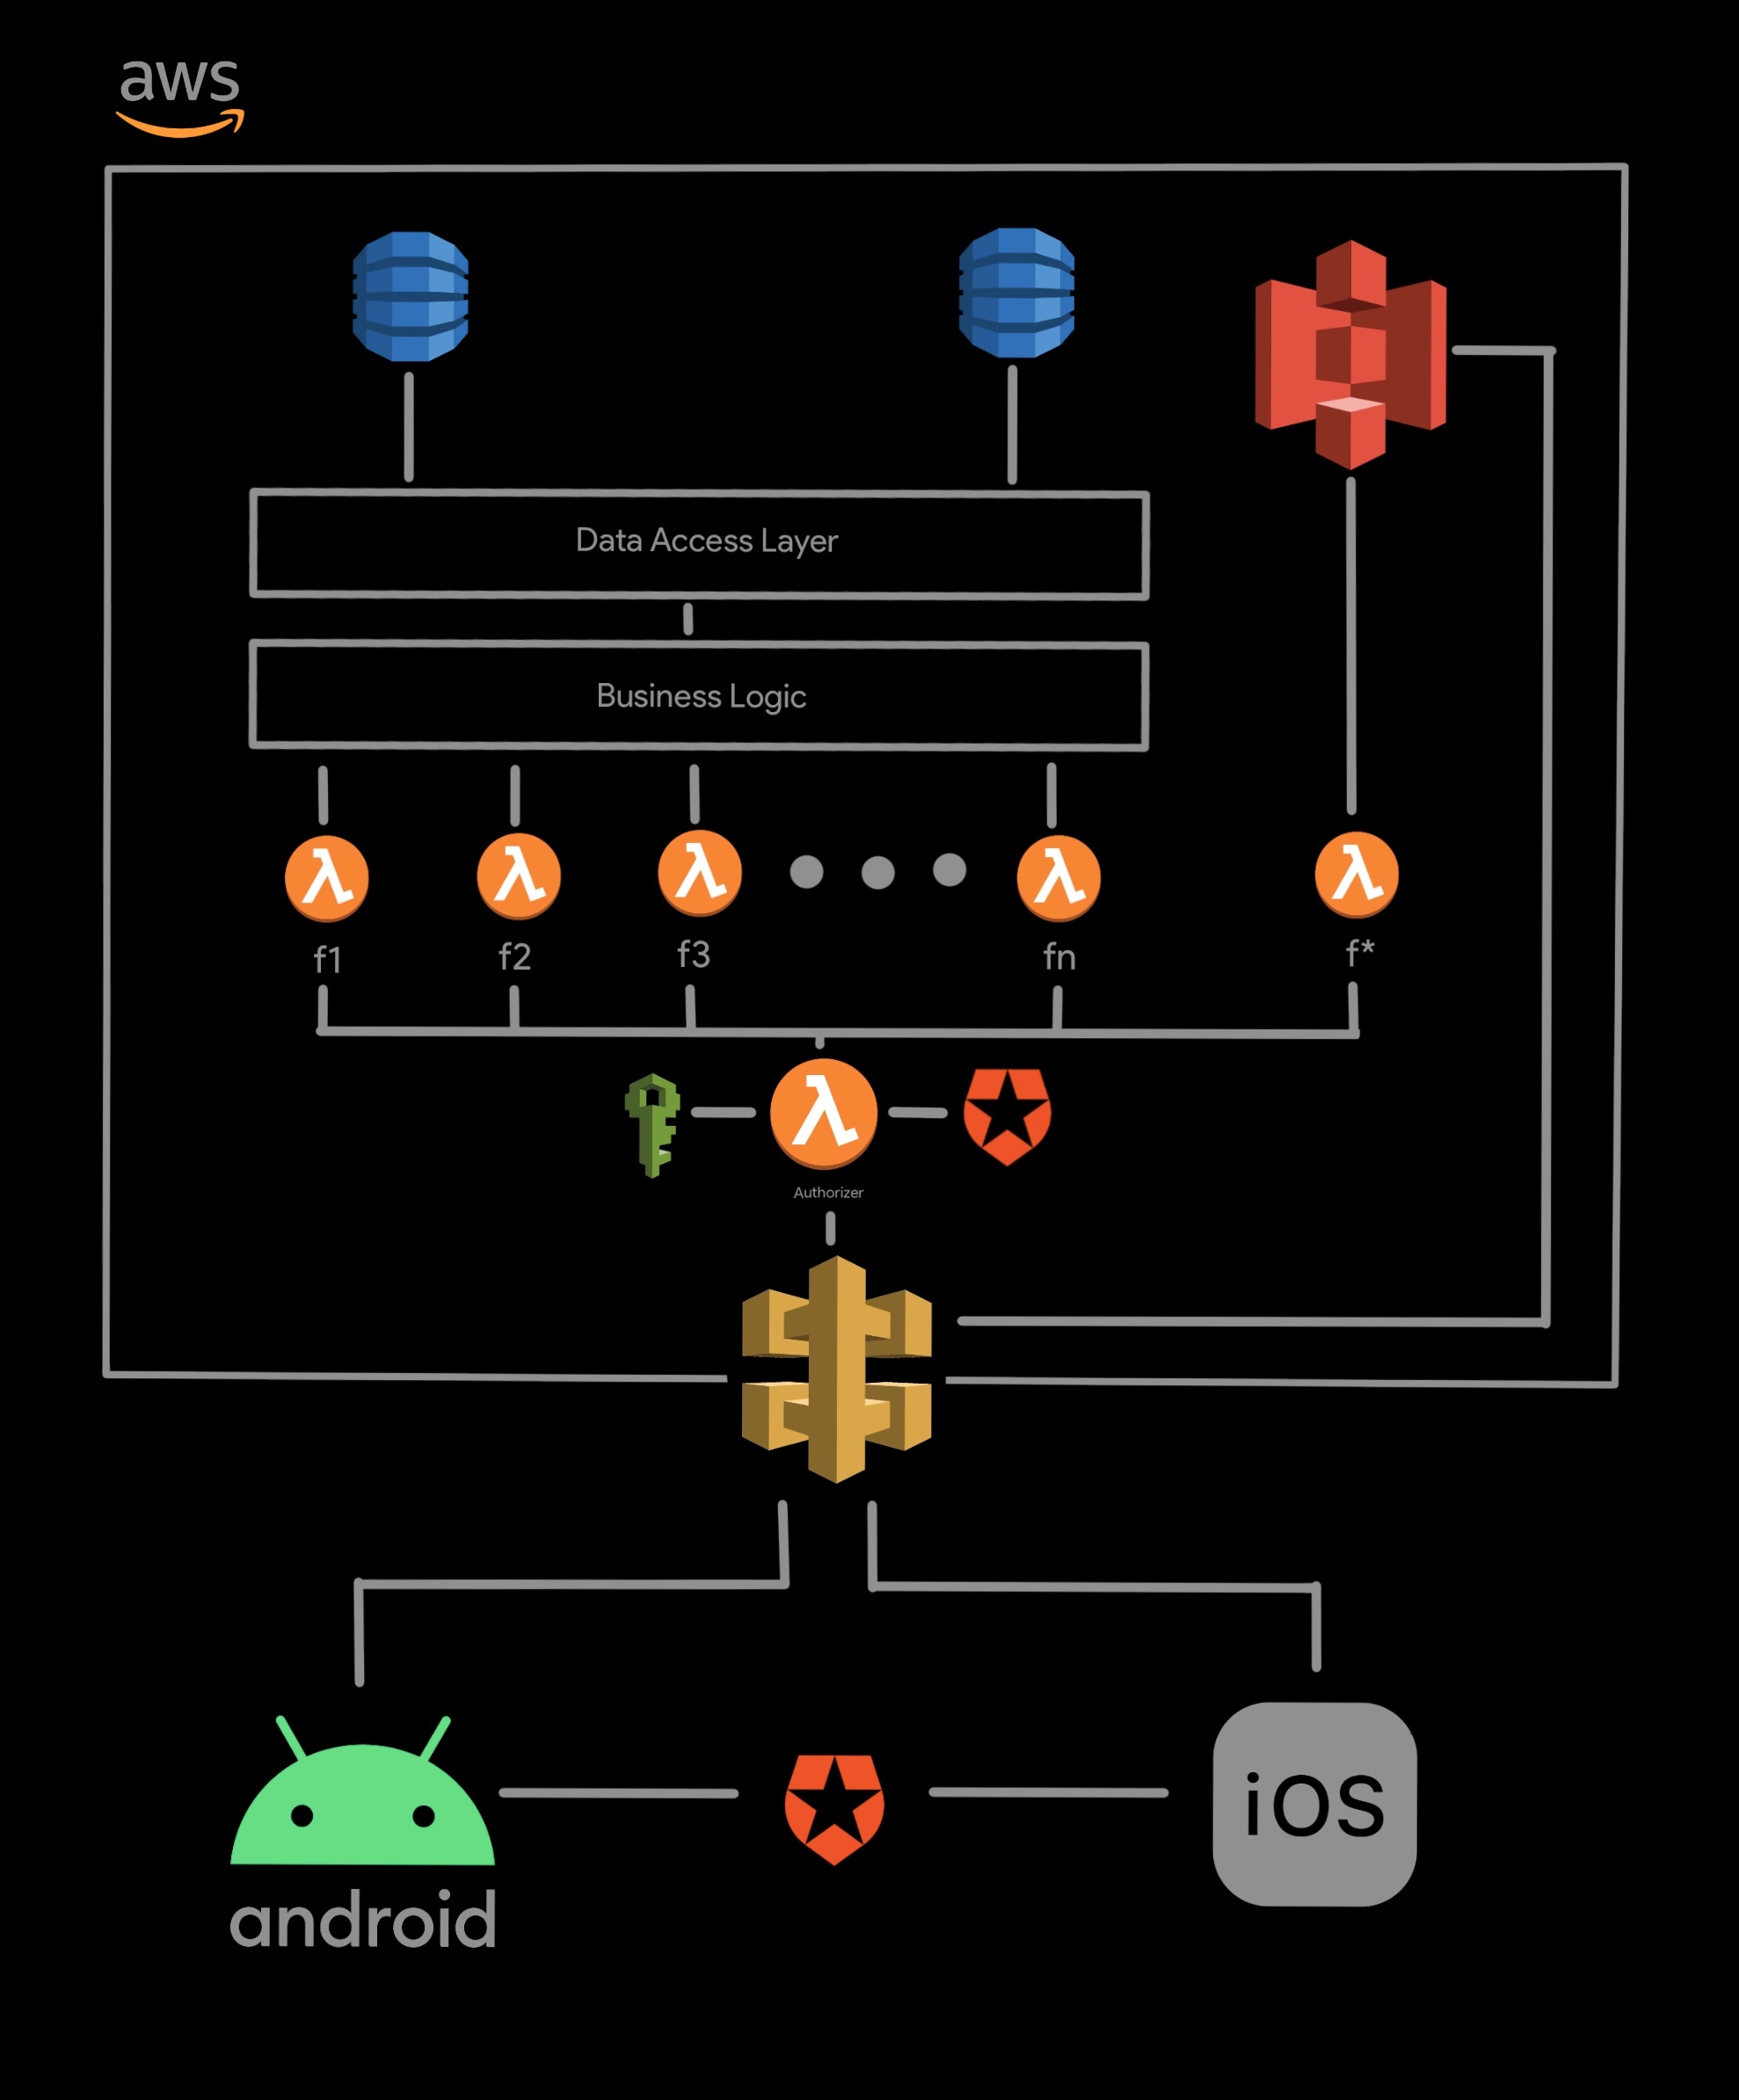 aws
Data Access Layer
Business Logic
f1
f2
f3
fn
f*
Authorizer
iOS
android